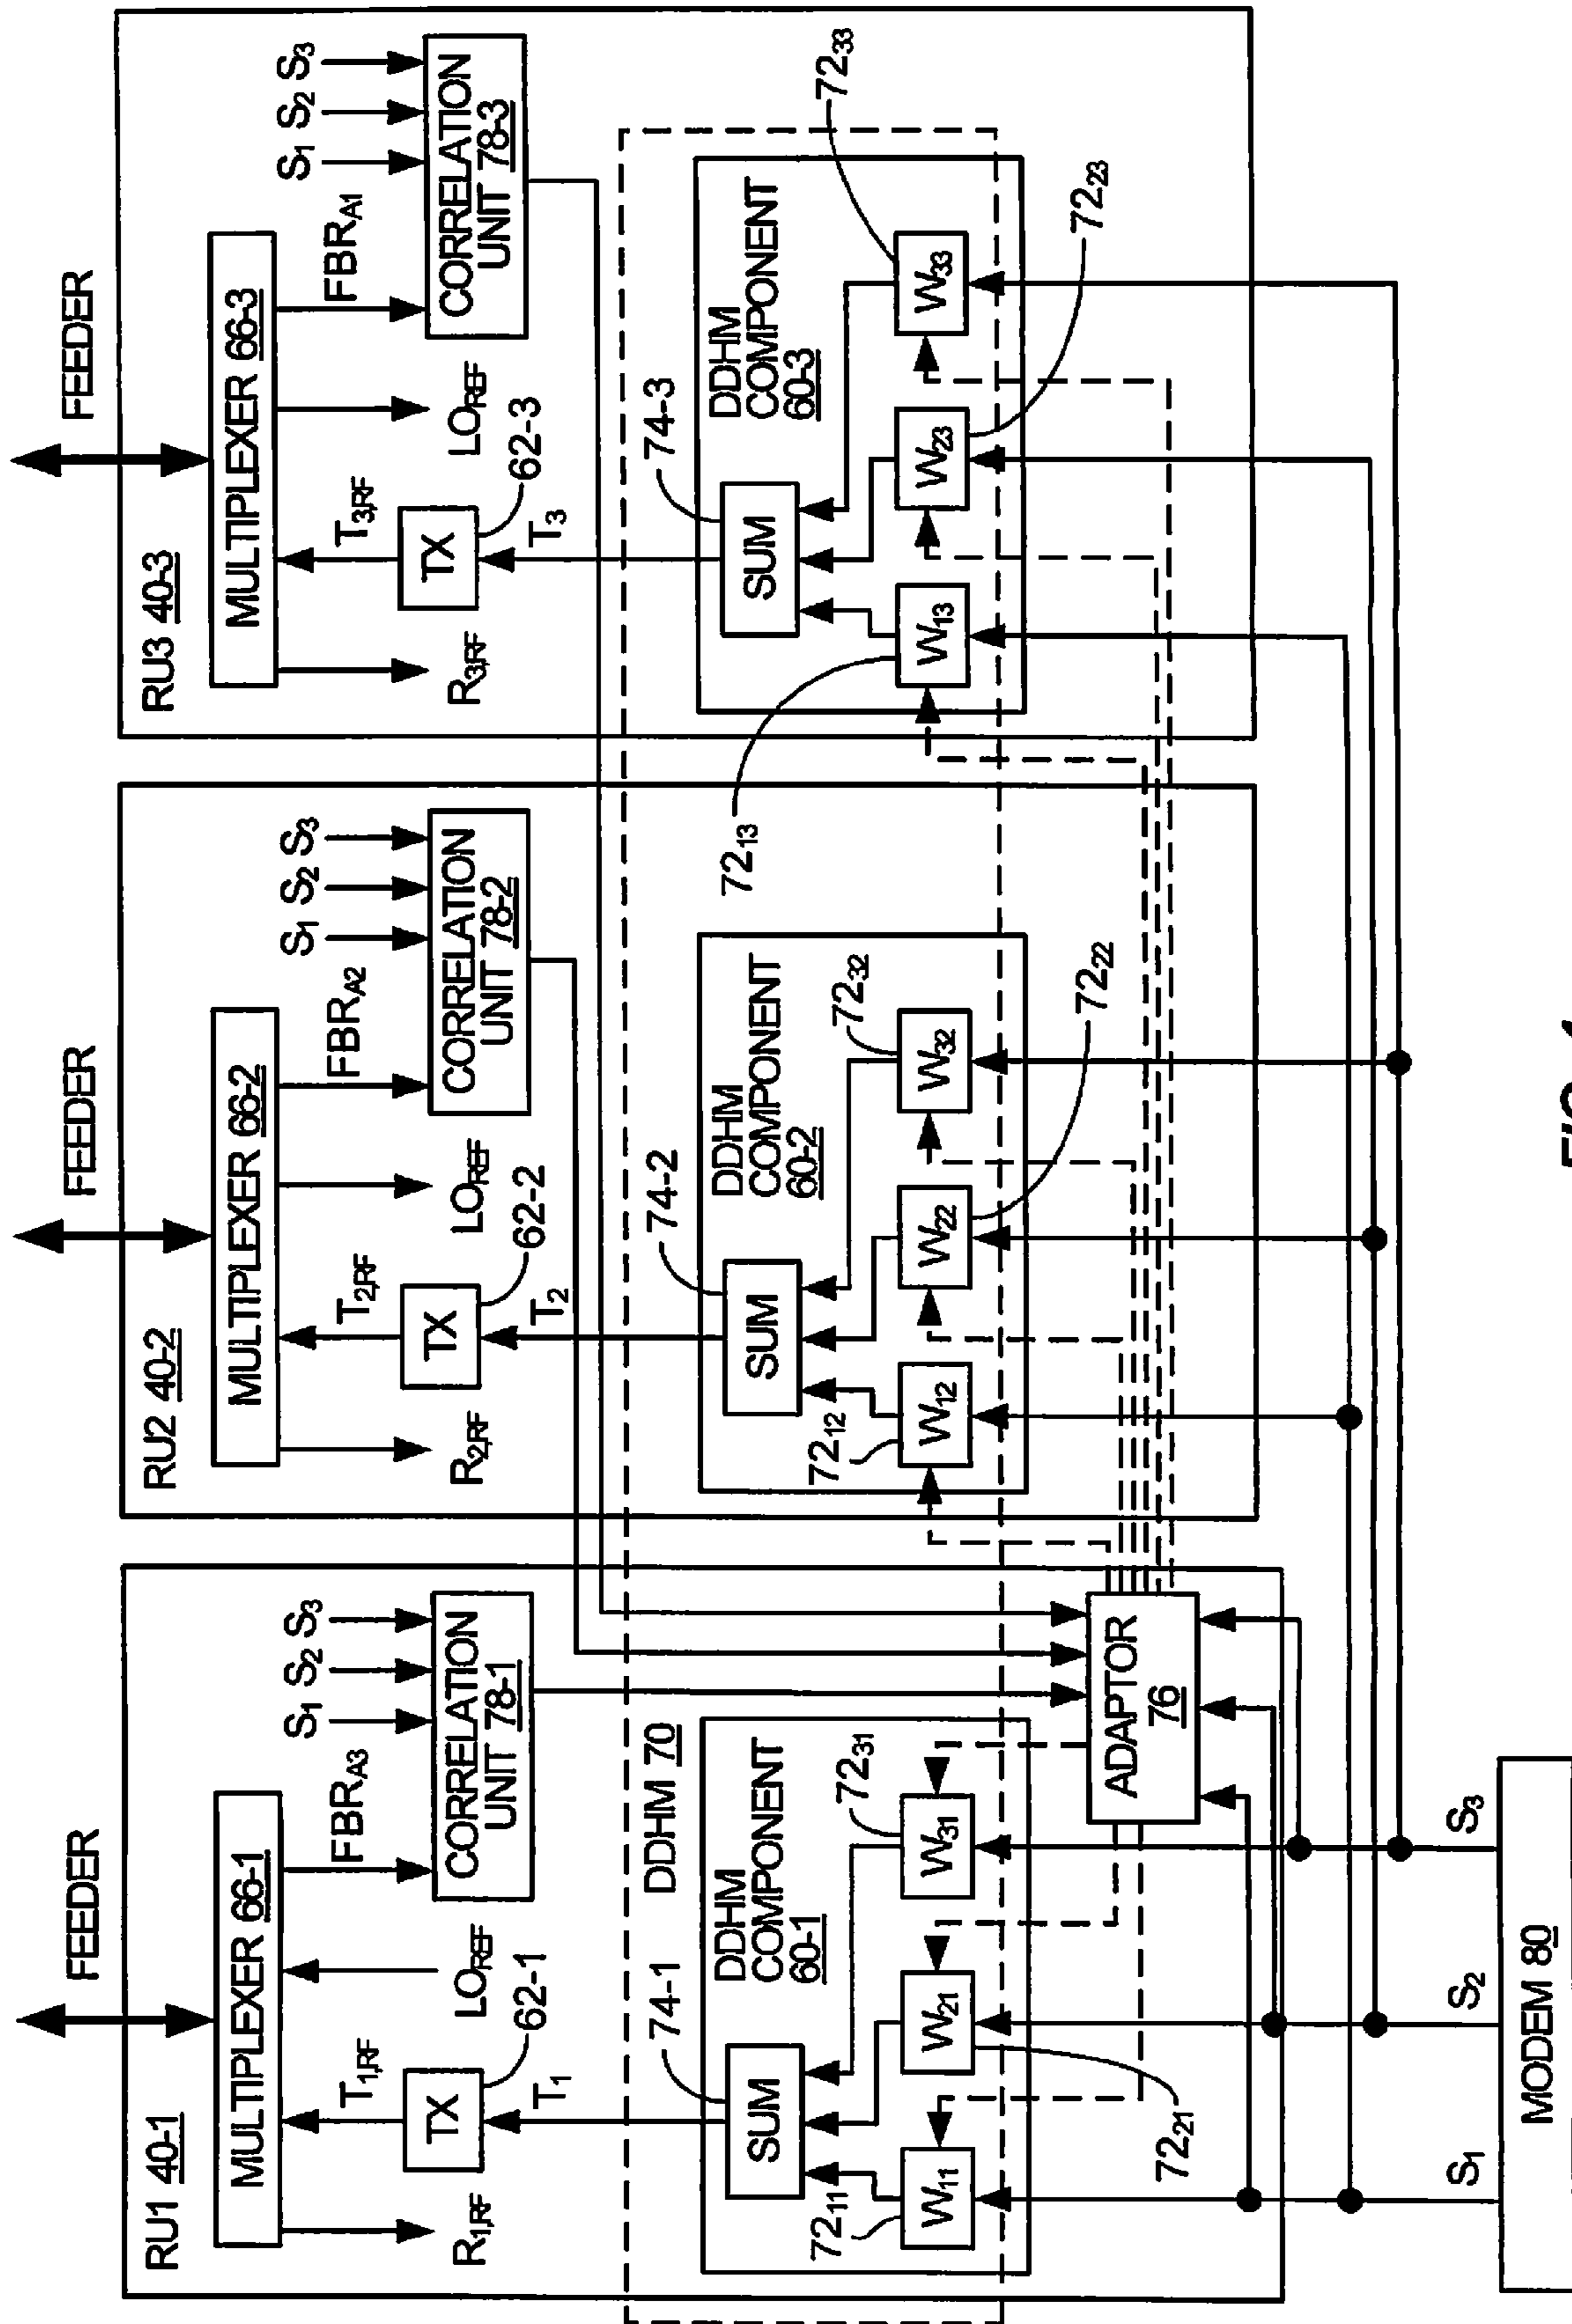 FEEDER
RU1 40-1
MULTIPLEXER 66-1
R1,RF
T1,RF
LOREF
FBRA3
S1 S2 S3
TX
62-1
T1
CORRELATION
UNIT 78-1
DDHM 70
74-1
SUM
DDHM
COMPONENT
60-1
7211
W11
W21
W31
7221
7231
ADAPTOR
76
FEEDER
RU2 40-2
MULTIPLEXER 66-2
R2,RF
T2,RF
LOREF
FBRA2
S1 S2 S3
TX
62-2
T2
CORRELATION
UNIT 78-2
74-2
SUM
DDHM
COMPONENT
60-2
7212
W12
W22
W32
7222
7232
FEEDER
RU3 40-3
MULTIPLEXER 66-3
R3,RF
T3,RF
LOREF
FBRA1
S1 S2 S3
TX
62-3
T3
CORRELATION
UNIT 78-3
74-3
SUM
DDHM
COMPONENT
60-3
7213
W13
W23
W33
7223
7233
S1
S2
S3
MODEM 80